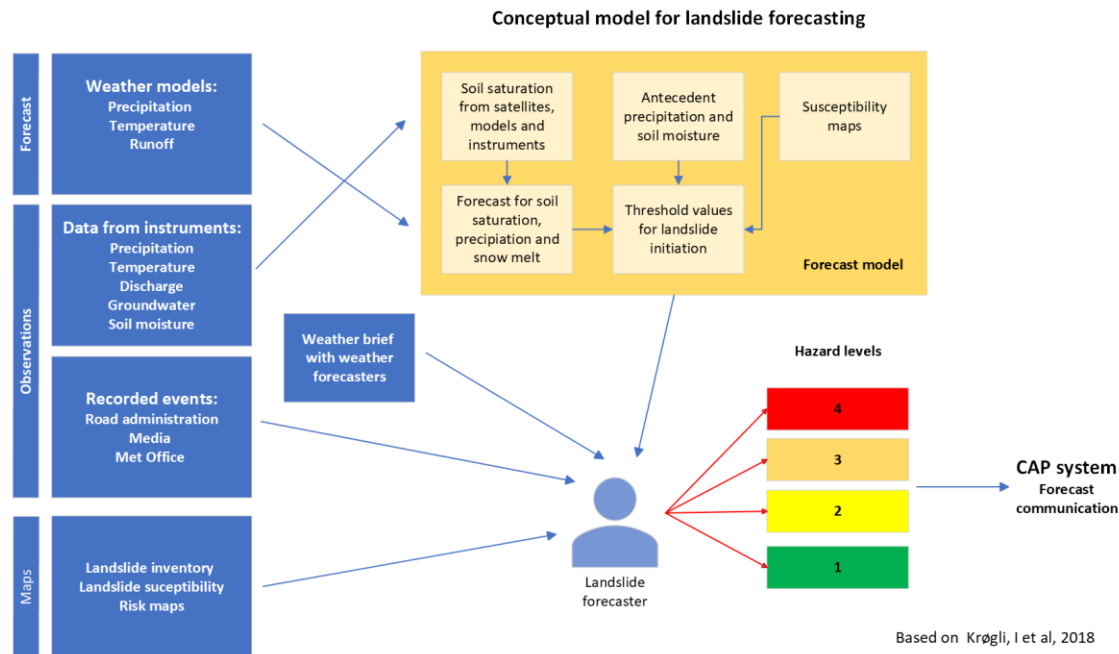 Conceptual model for landslide forecasting
Forecast
Weather models:
Precipitation
Temperature
Runoff
Observations
Data from instruments:
Precipitation
Temperature
Discharge
Groundwater
Soil moisture
Recorded events:
Road administration
Media
Met Office
Maps
Landslide inventory
Landslide suceptibility
Risk maps
Weather brief
with weather
forecasters
Soil saturation
from satellites,
models and
instruments
Antecedent
precipitation and
soil moisture
Susceptibility
maps
Forecast for soil
saturation,
precipiation and
snow melt
Threshold values
for landslide
initiation
Forecast model
Landslide
forecaster
Hazard levels
4
3
2
1
CAP system
Forecast
communication
Based on Krøgli, I et al, 2018